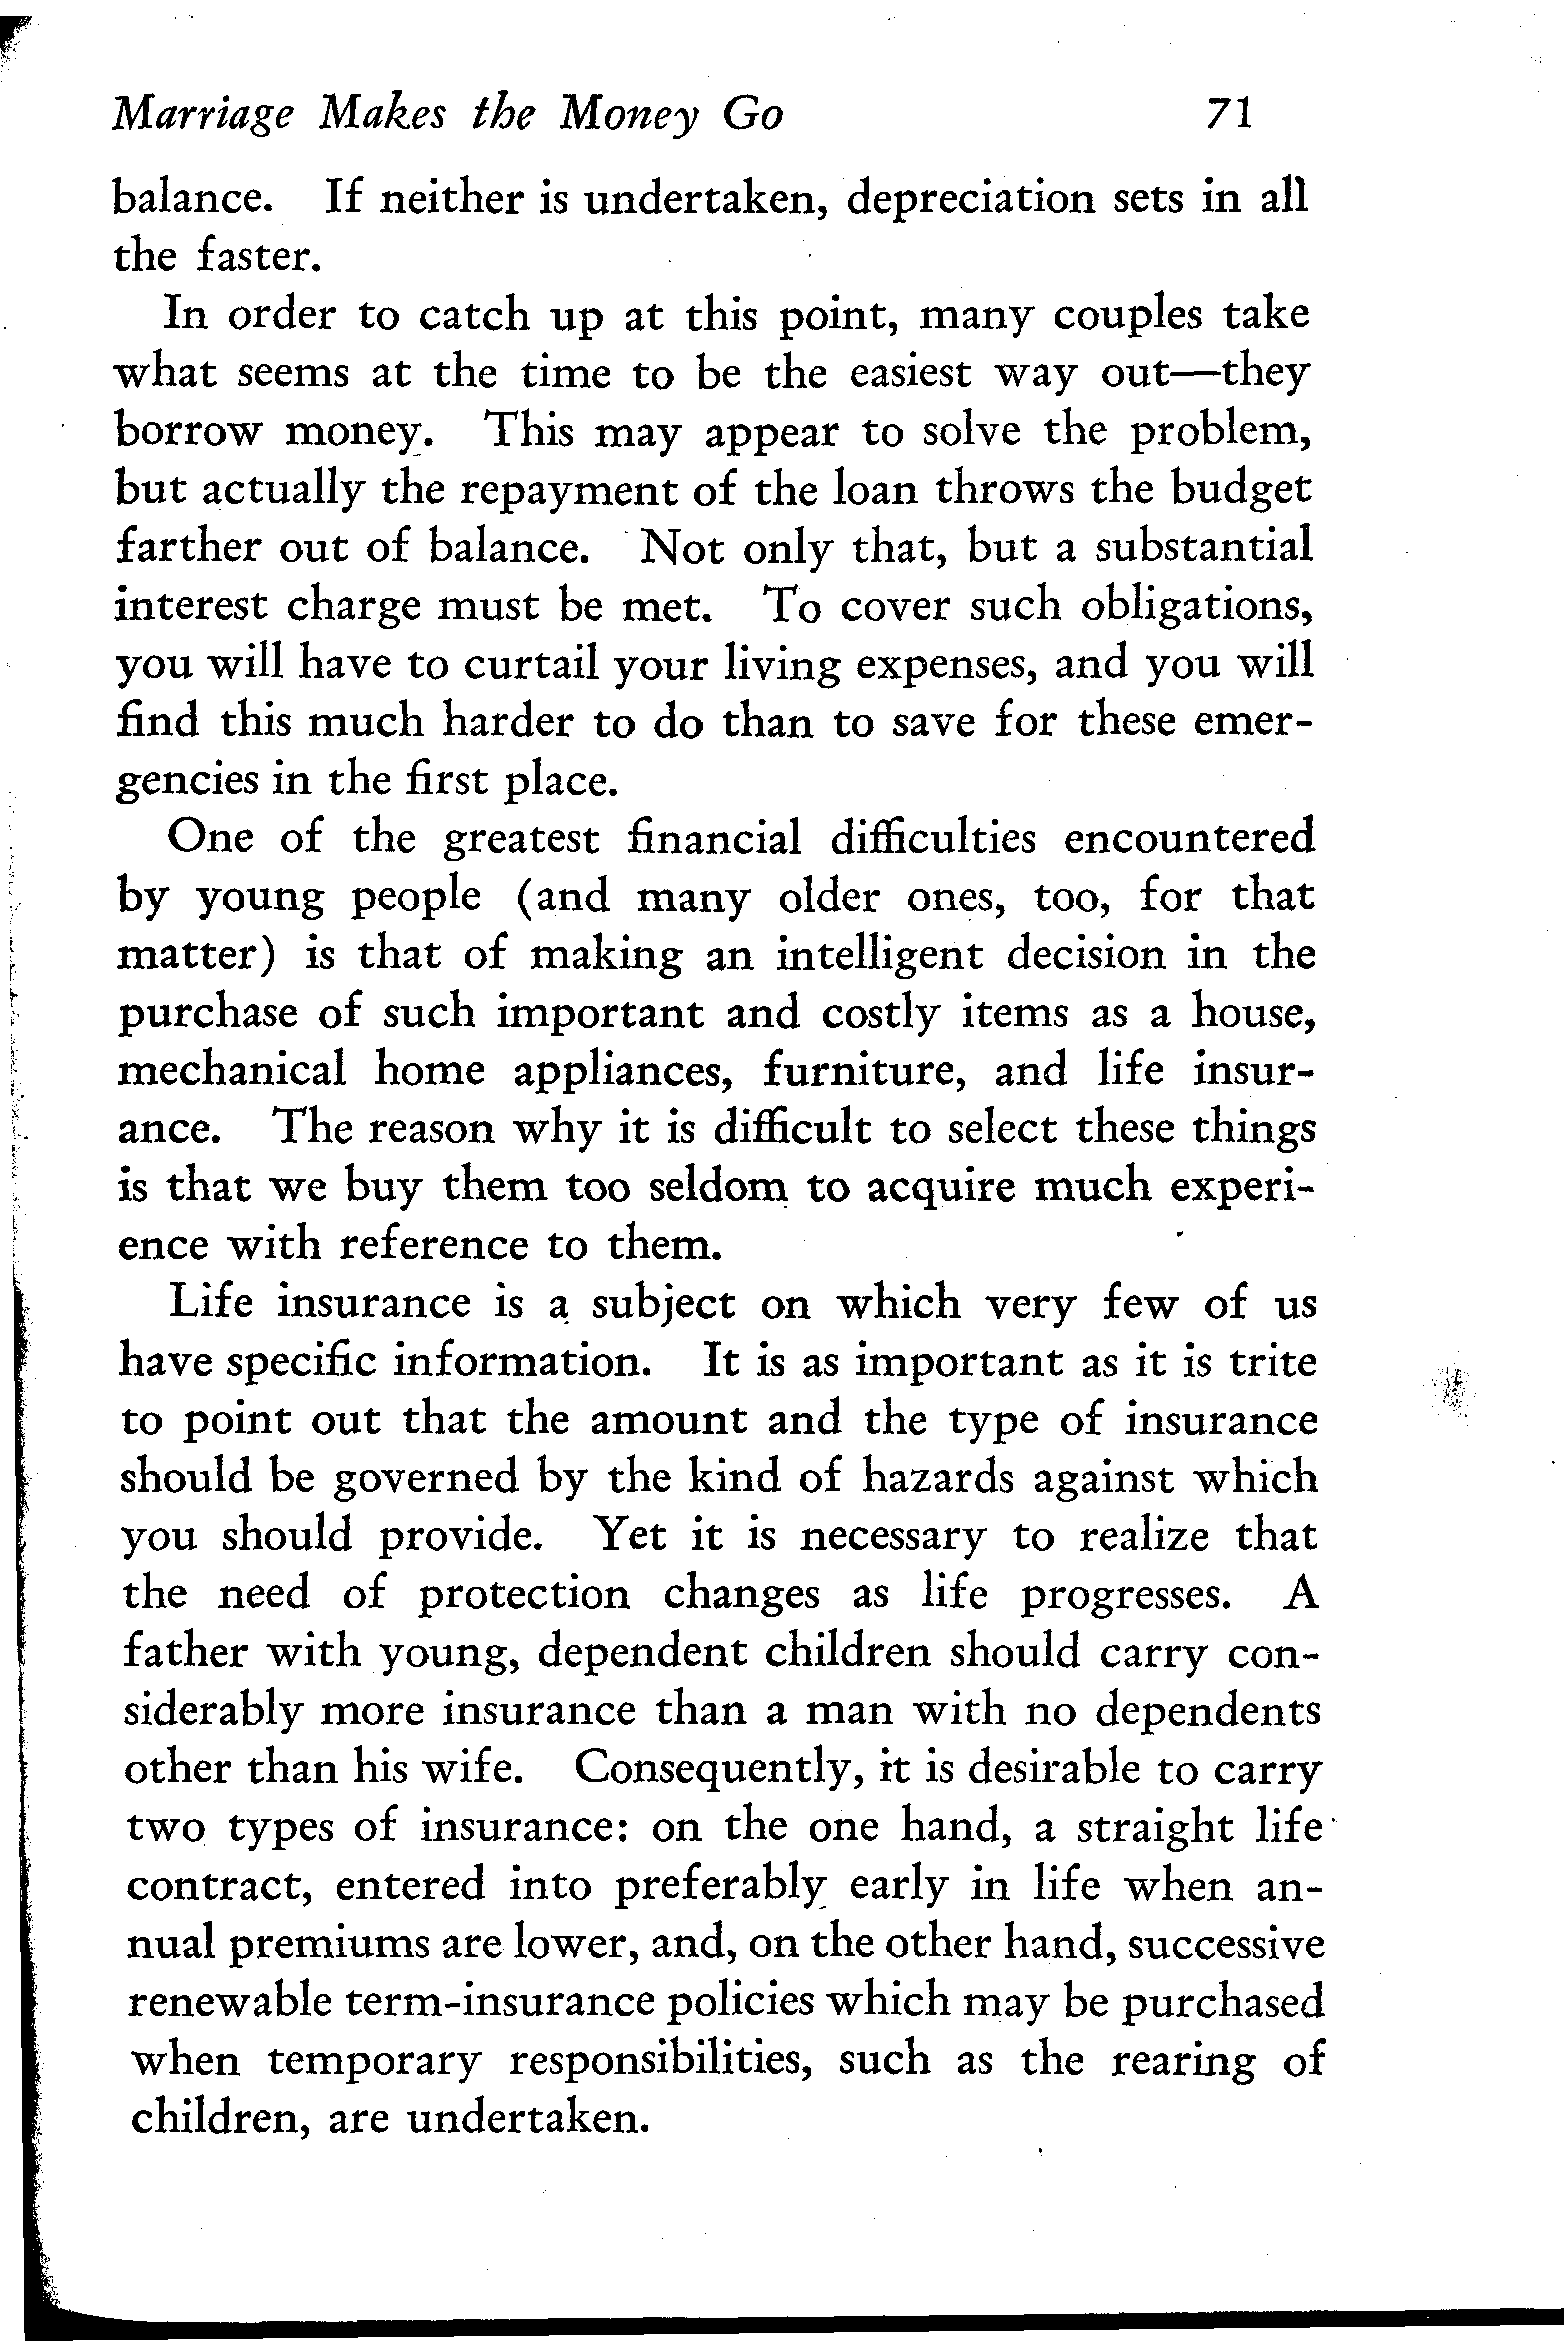 Marriage Makes the Money Go 71
balance. If neither is undertaken, depreciation sets in all
the faster.
In order to catch up at this point, many couples take
what seems at the time to be the easiest way out—they
borrow money. This may appear to solve the problem,
but actually the repayment of the loan throws the budget
farther out of balance. Not only that, but a substantial
interest charge must be met. To cover such obligations,
you will have to curtail your living expenses, and you will
find this much harder to do than to save for these emer-
gencies in the first place.
One of the greatest financial difficulties encountered
by young people (and many older ones, too, for that
matter) is that of making an intelligent decision in the
purchase of such important and costly items as a house,
mechanical home appliances, furniture, and life insur-
ance. The reason why it is difficult to select these things
is that we buy them too seldom to acquire much experi-
ence with reference to them.
Life insurance is a subject on which very few of us
have specific information. It is as important as it is trite
to point out that the amount and the type of insurance
should be governed by the kind of hazards against which
you should provide. Yet it is necessary to realize that
the need of protection changes as life progresses. A
father with young, dependent children should carry con-
siderably more insurance than a man with no dependents
other than his wife. Consequently, it is desirable to carry
two types of insurance: on the one hand, a straight life
contract, entered into preferably early in life when an-
nual premiums are lower, and, on the other hand, successive
renewable term-insurance policies which may be purchased
when temporary responsibilities, such as the rearing of
children, are undertaken.